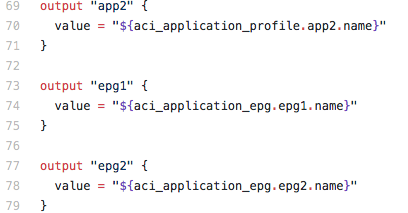 69 output "app2" {
70   value = "${aci_application_profile.app2.name}"
71 }
72
73 output "epg1" {
74   value = "${aci_application_epg.epg1.name}"
75 }
76
77 output "epg2" {
78   value = "${aci_application_epg.epg2.name}"
79 }